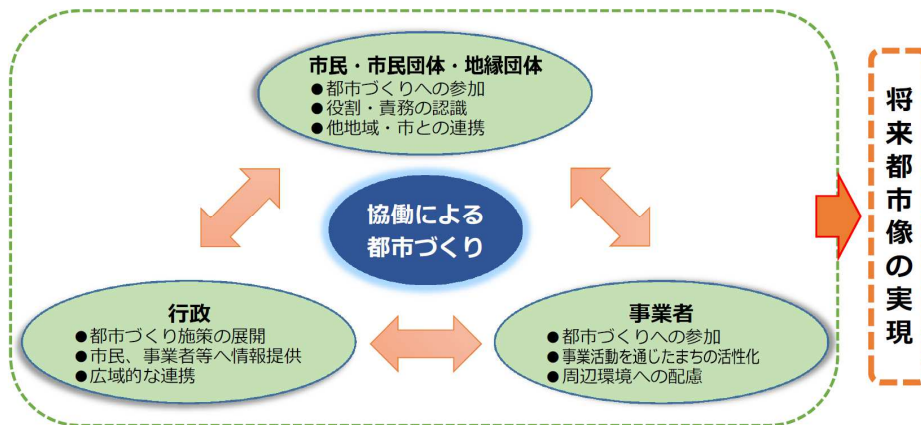 市民・市民団体・地縁団体
●都市づくりへの参加
●役割・責務の認識
●他地域・市との連携
協働による
都市づくり
行政
●都市づくり施策の展開
●市民、事業者等へ情報提供
●広域的な連携
事業者
●都市づくりへの参加
●事業活動を通じたまちの活性化
●周辺環境への配慮
将来都市像の実現